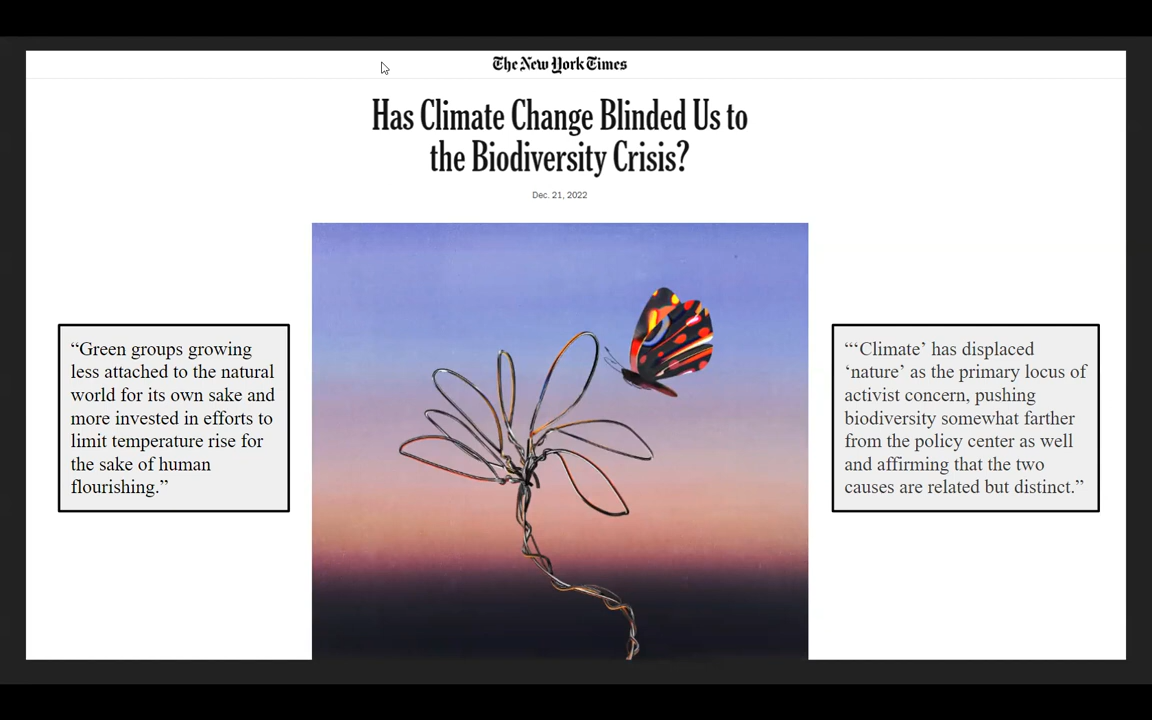 The New York Times
Has Climate Change Blinded Us to
the Biodiversity Crisis?
Dec. 21, 2022
“Green groups growing
less attached to the natural
world for its own sake and
more invested in efforts to
limit temperature rise for
the sake of human
flourishing.”
“‘Climate’ has displaced
‘nature’ as the primary locus of
activist concern, pushing
biodiversity somewhat farther
from the policy center as well
and affirming that the two
causes are related but distinct.”